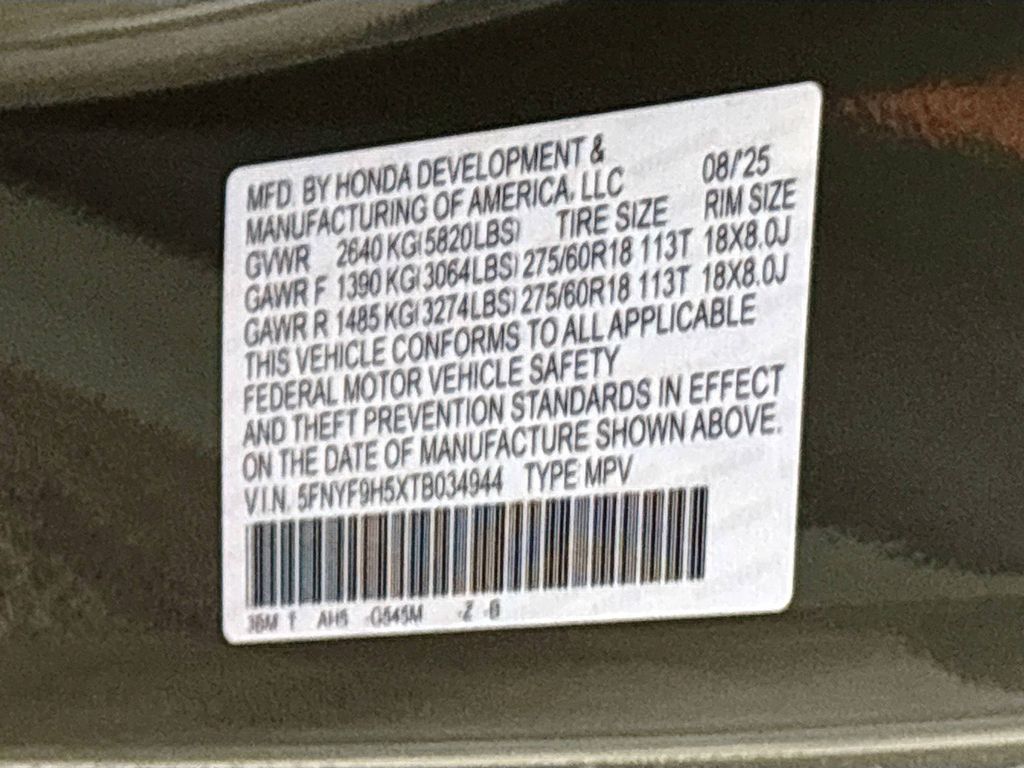 MFD. BY HONDA DEVELOPMENT &
MANUFACTURING OF AMERICA, LLC 08/'25
GVWR 2640 KG(5820LBS) TIRE SIZE RIM SIZE
GAWR F 1390 KG(3064LBS) 275/60R18 113T 18X8.0J
GAWR R 1485 KG(3274LBS) 275/60R18 113T 18X8.0J
THIS VEHICLE CONFORMS TO ALL APPLICABLE
FEDERAL MOTOR VEHICLE SAFETY
AND THEFT PREVENTION STANDARDS IN EFFECT
ON THE DATE OF MANUFACTURE SHOWN ABOVE.
V.I.N. 5FNYF9H5XTB034944 TYPE MPV
-Z -B